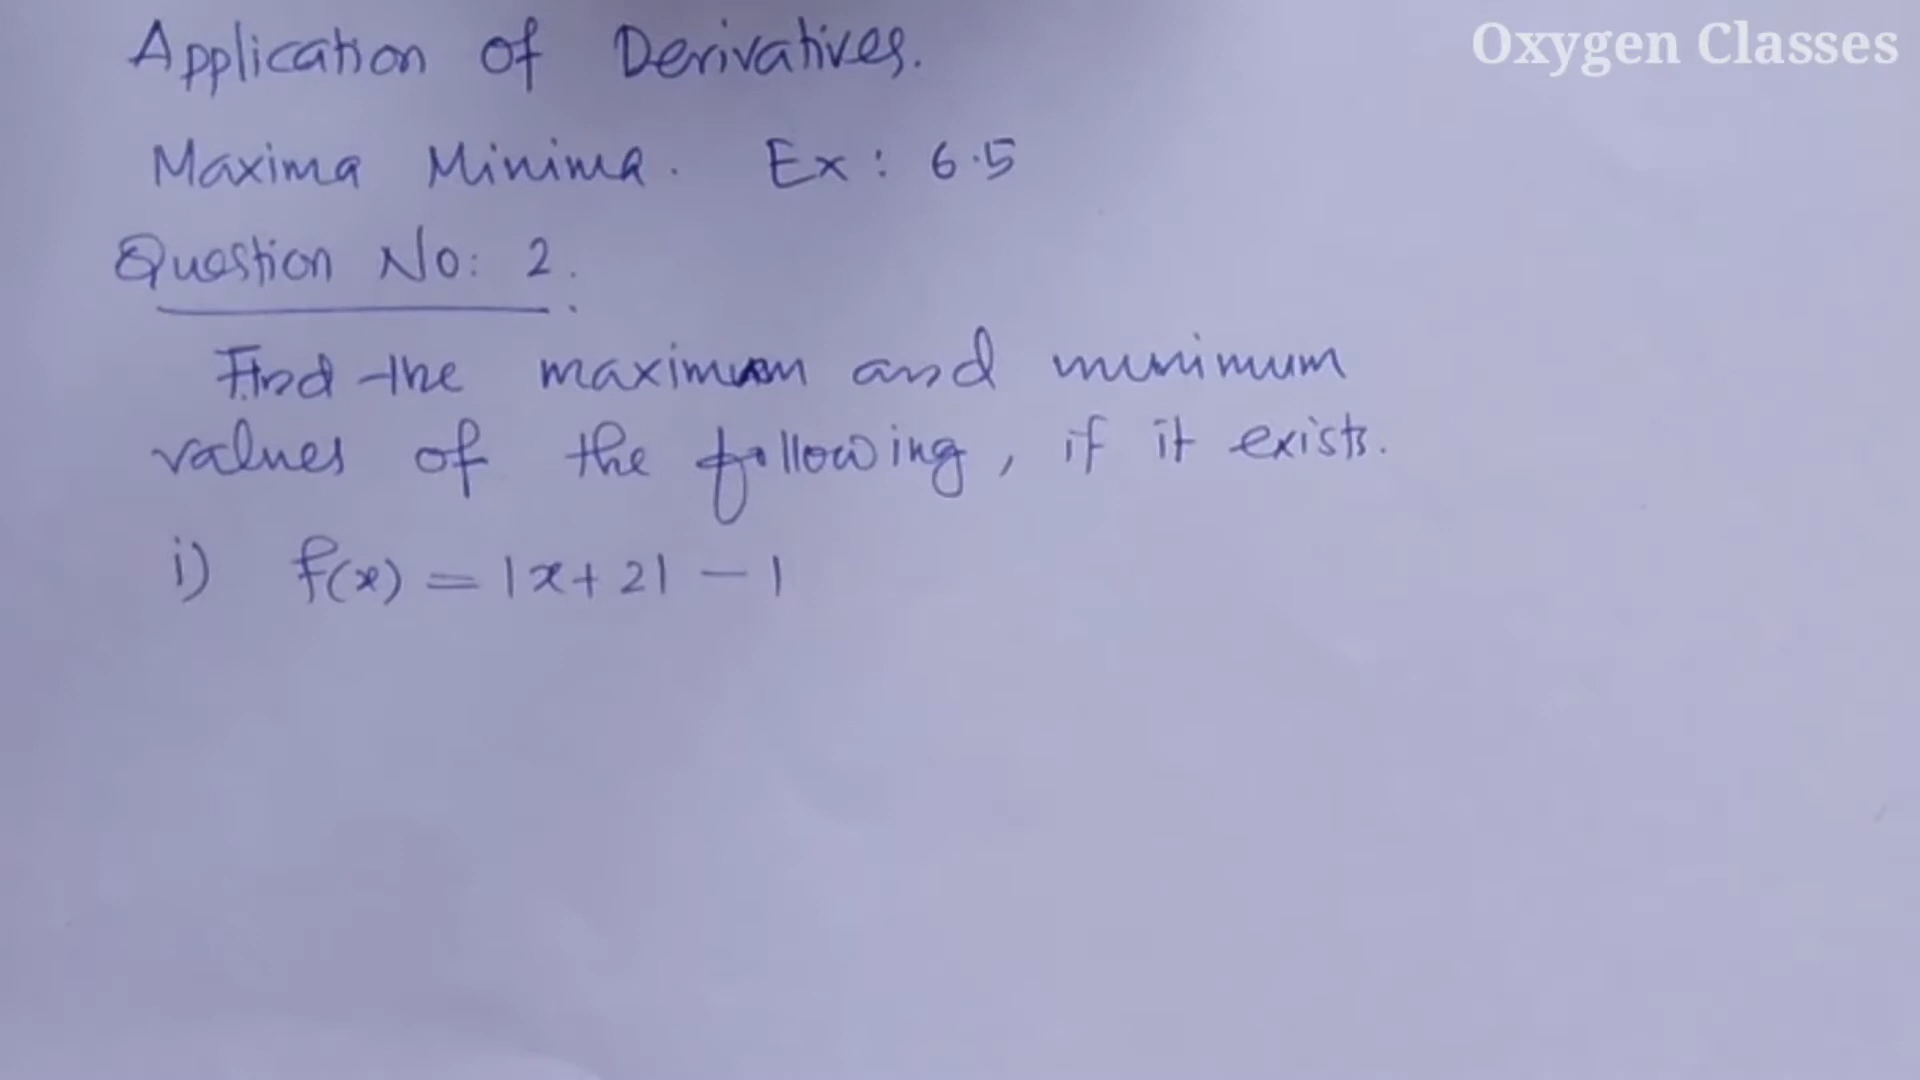 Application of Derivatives.
Oxygen Classes
Maxima Minima. Ex: 6.5
Question No: 2.
Find the maximum and minimum
values of the following, if it exists.
i) f(x) = |x+2| - 1